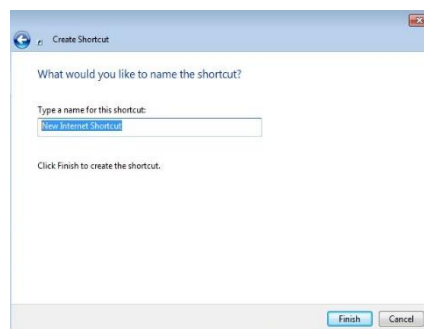 Create Shortcut
What would you like to name the shortcut?
Type a name for this shortcut:
New Internet Shortcut
Click Finish to create the shortcut.
Finish Cancel